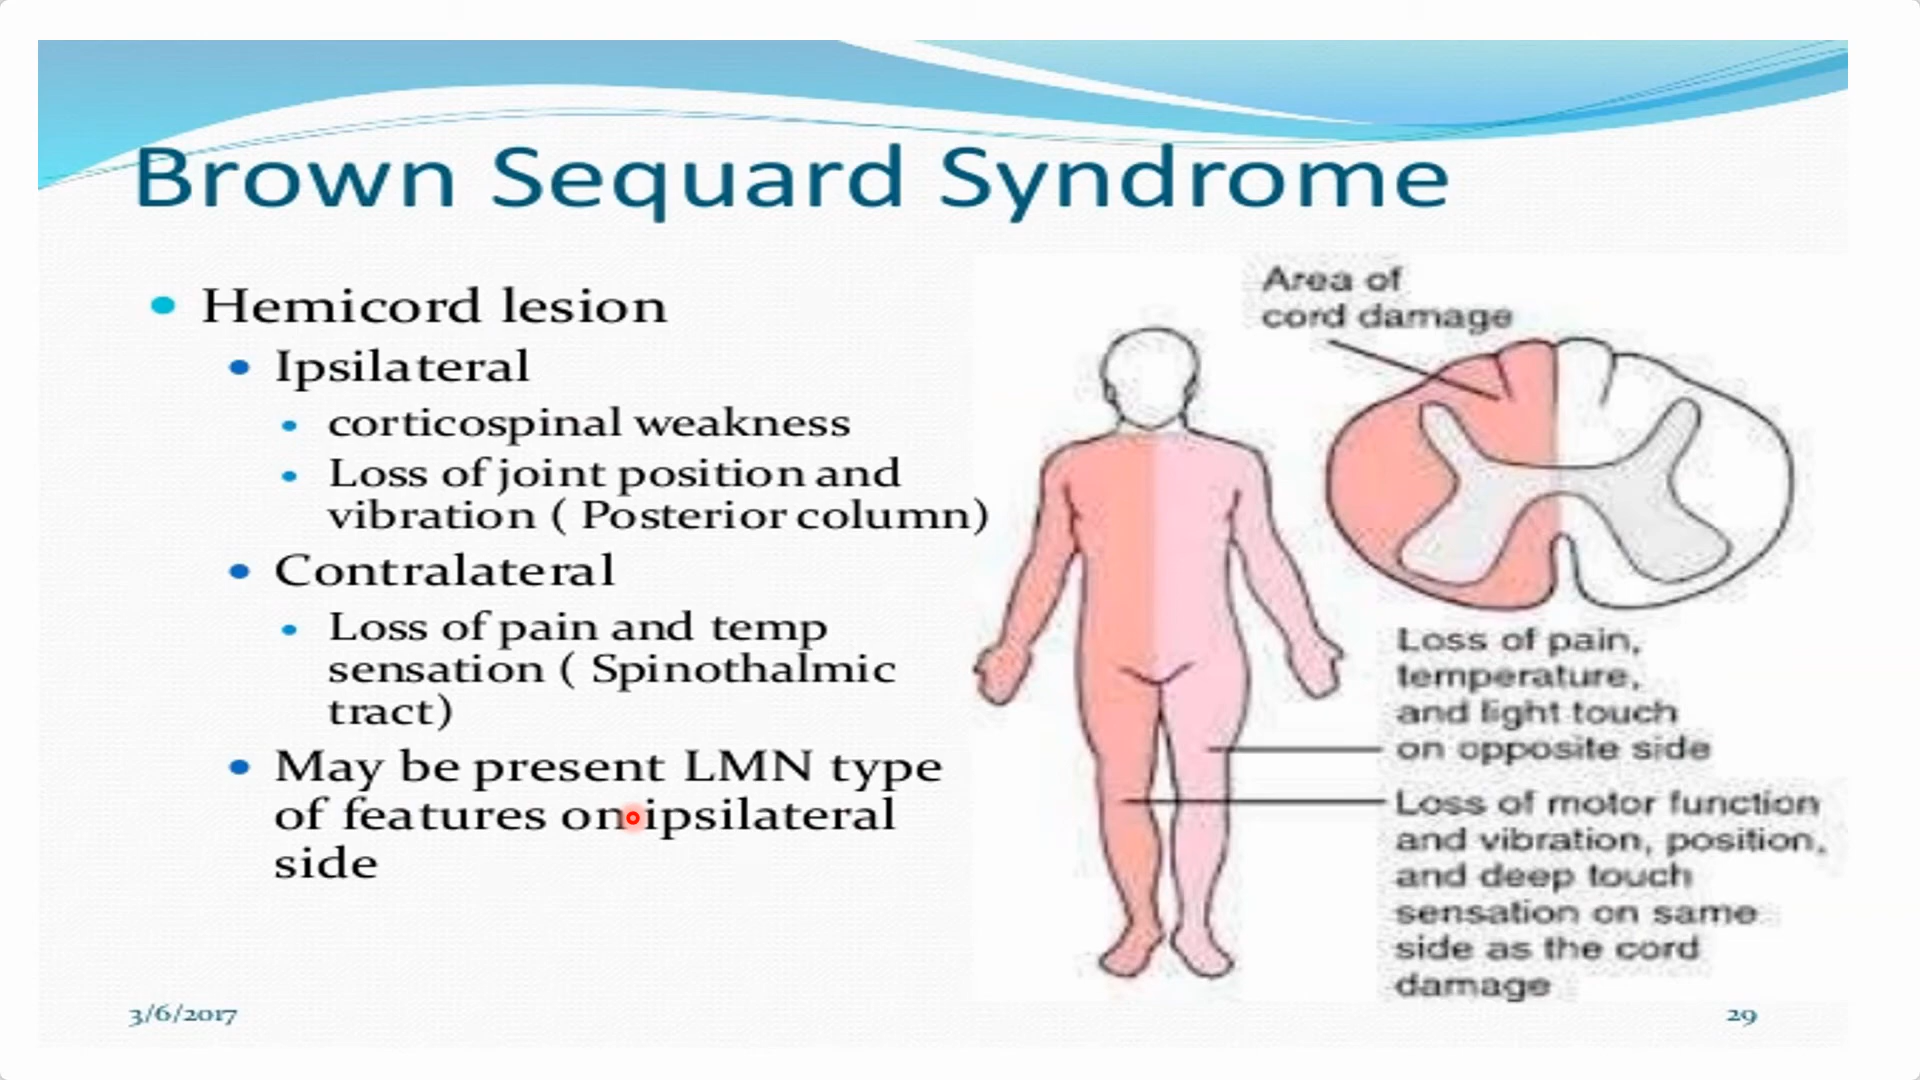 Brown Sequard Syndrome
Hemicord lesion
Ipsilateral
corticospinal weakness
Loss of joint position and
vibration ( Posterior column)
Contralateral
Loss of pain and temp
sensation ( Spinothalmic
tract)
May be present LMN type
of features on ipsilateral
side
Area of
cord damage
Loss of pain,
temperature,
and light touch
on opposite side
Loss of motor function
and vibration, position,
and deep touch
sensation on same
side as the cord
damage
3/6/2017
29